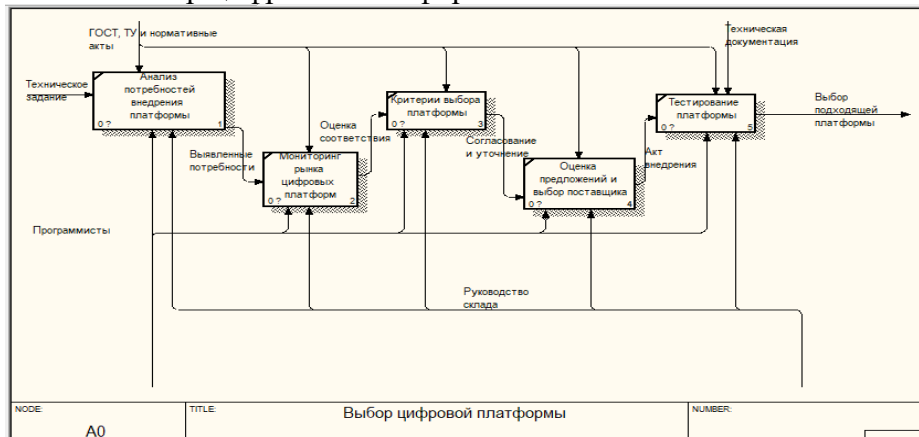 ГОСТ, ТУ и нормативные
акты
Техническая
документация
Техническое
задание
Анализ
потребностей
внедрения
платформы
0 ?
1
Критерии выбора
платформы
0 ?
3
Тестирование
платформы
0 ?
5
Выбор
подходящей
платформы
Оценка
соответствия
Выявленные
потребности
Мониторинг
рынка
цифровых
платформ
0 ?
2
Согласование
и уточнение
Оценка
предложений и
выбор поставщика
0 ?
4
Акт
внедрения
Программисты
Руководство
склада
NODE:
A0
TITLE:
Выбор цифровой платформы
NUMBER: